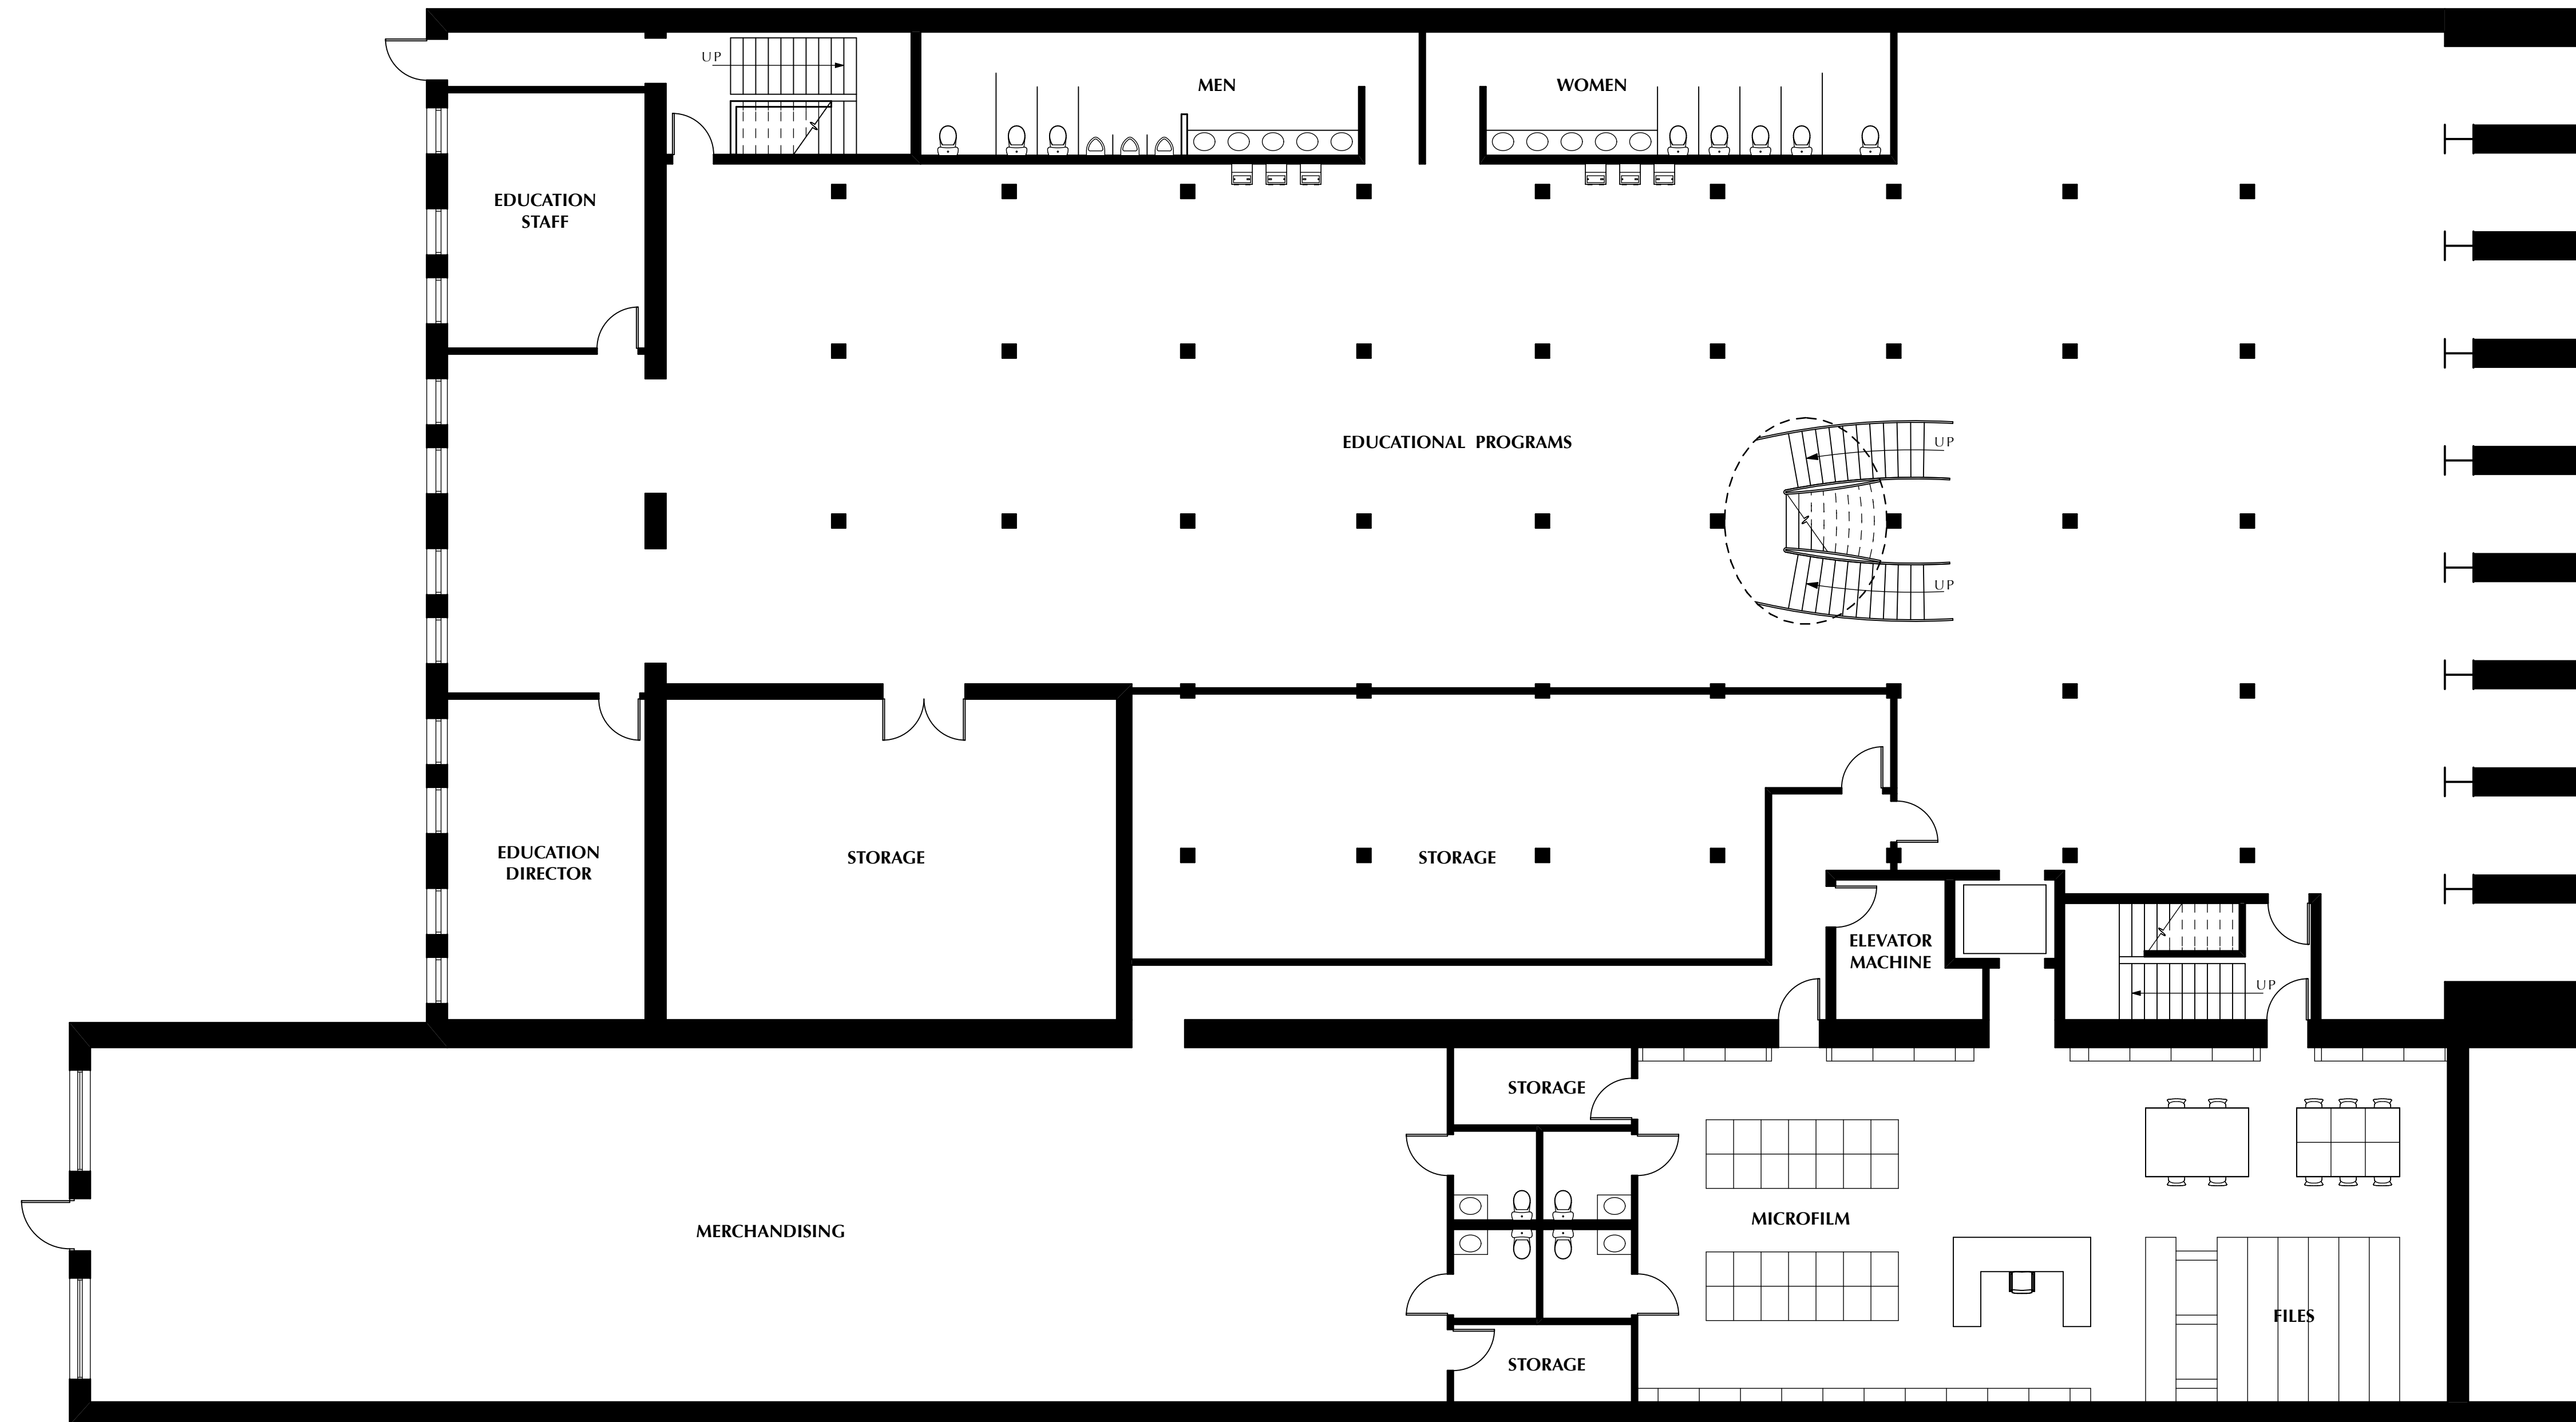 UP
MEN
WOMEN
EDUCATION
STAFF
EDUCATIONAL PROGRAMS
UP
UP
EDUCATION
DIRECTOR
STORAGE
STORAGE
ELEVATOR
MACHINE
UP
STORAGE
MERCHANDISING
MICROFILM
FILES
STORAGE